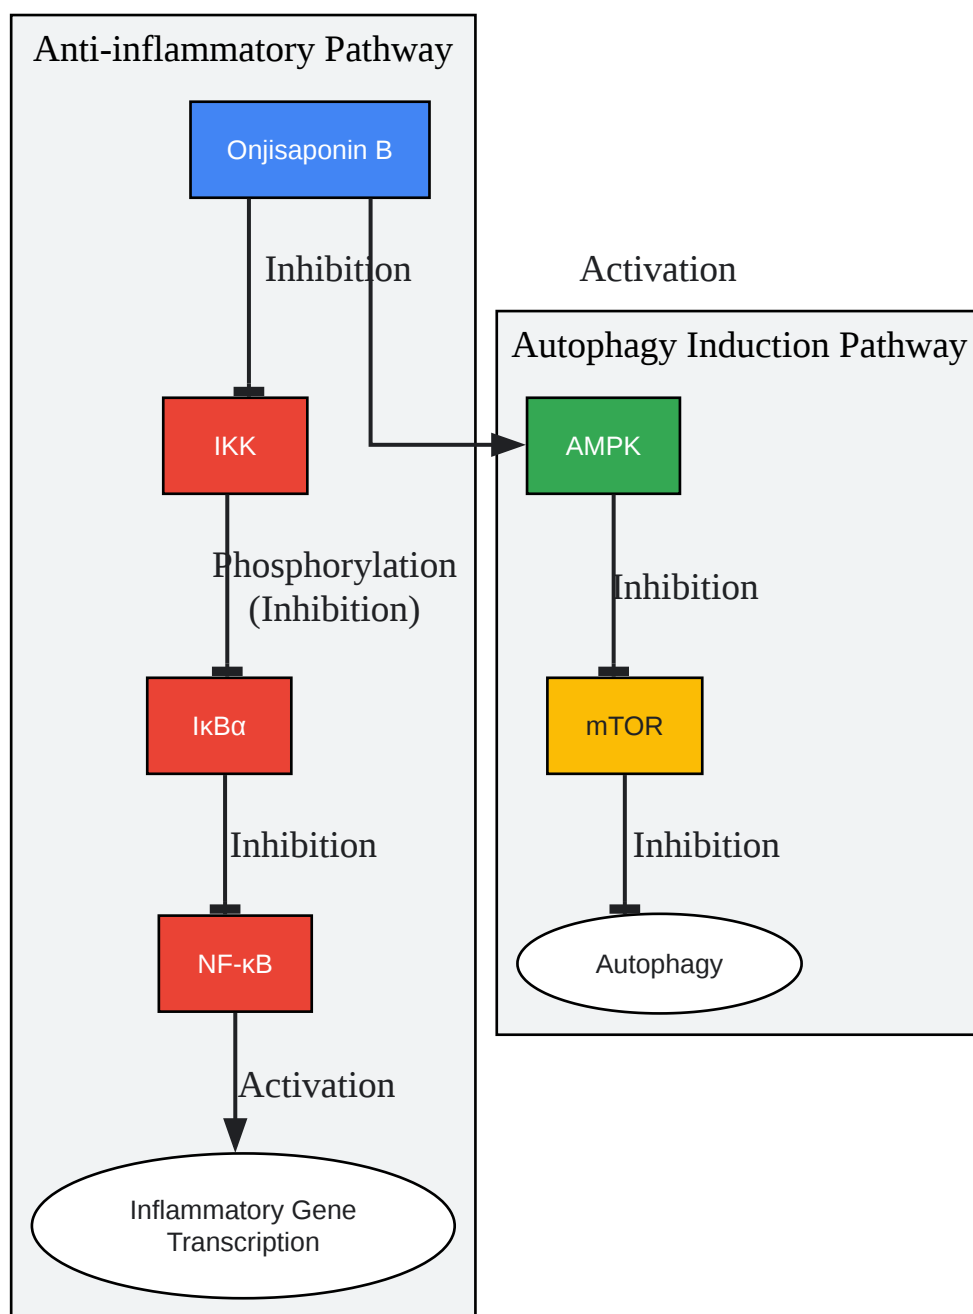 Anti-inflammatory Pathway
Onjisaponin B
Inhibition
Activation
Autophagy Induction Pathway
IKK
AMPK
Phosphorylation
(Inhibition)
Inhibition
IκBα
mTOR
Inhibition
Inhibition
NF-κB
Autophagy
Activation
Inflammatory Gene
Transcription